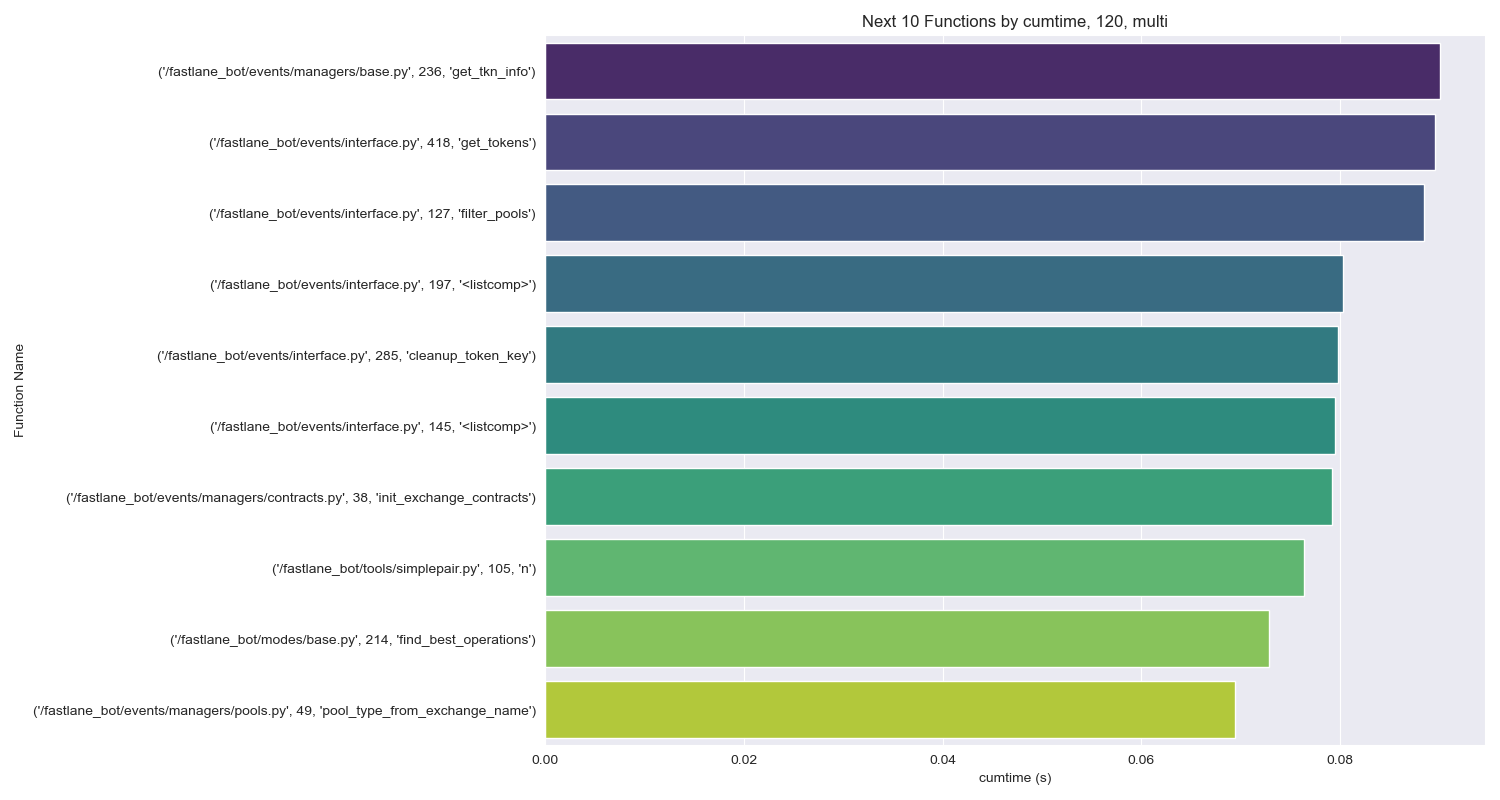 Next 10 Functions by cumtime, 120, multi
Function Name
('/fastlane_bot/events/managers/base.py', 236, 'get_tkn_info')
('/fastlane_bot/events/interface.py', 418, 'get_tokens')
('/fastlane_bot/events/interface.py', 127, 'filter_pools')
('/fastlane_bot/events/interface.py', 197, '<listcomp>')
('/fastlane_bot/events/interface.py', 285, 'cleanup_token_key')
('/fastlane_bot/events/interface.py', 145, '<listcomp>')
('/fastlane_bot/events/managers/contracts.py', 38, 'init_exchange_contracts')
('/fastlane_bot/tools/simplepair.py', 105, 'n')
('/fastlane_bot/modes/base.py', 214, 'find_best_operations')
('/fastlane_bot/events/managers/pools.py', 49, 'pool_type_from_exchange_name')
0.00 0.02 0.04 0.06 0.08
cumtime (s)